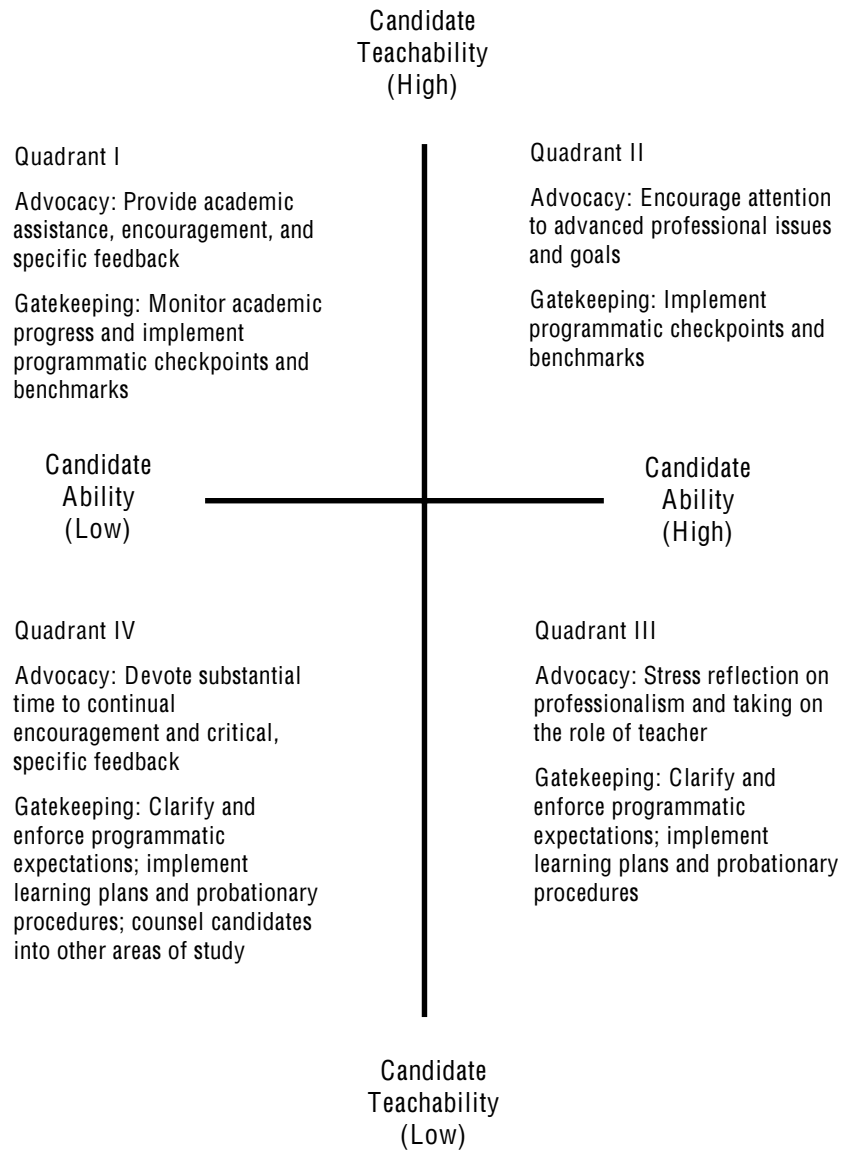 Candidate
Teachability
(High)
Quadrant I
Advocacy: Provide academic
assistance, encouragement, and
specific feedback
Gatekeeping: Monitor academic
progress and implement
programmatic checkpoints and
benchmarks
Quadrant II
Advocacy: Encourage attention
to advanced professional issues
and goals
Gatekeeping: Implement
programmatic checkpoints and
benchmarks
Candidate
Ability
(Low)
Candidate
Ability
(High)
Quadrant IV
Advocacy: Devote substantial
time to continual
encouragement and critical,
specific feedback
Gatekeeping: Clarify and
enforce programmatic
expectations; implement
learning plans and probationary
procedures; counsel candidates
into other areas of study
Quadrant III
Advocacy: Stress reflection on
professionalism and taking on
the role of teacher
Gatekeeping: Clarify and
enforce programmatic
expectations; implement
learning plans and probationary
procedures
Candidate
Teachability
(Low)